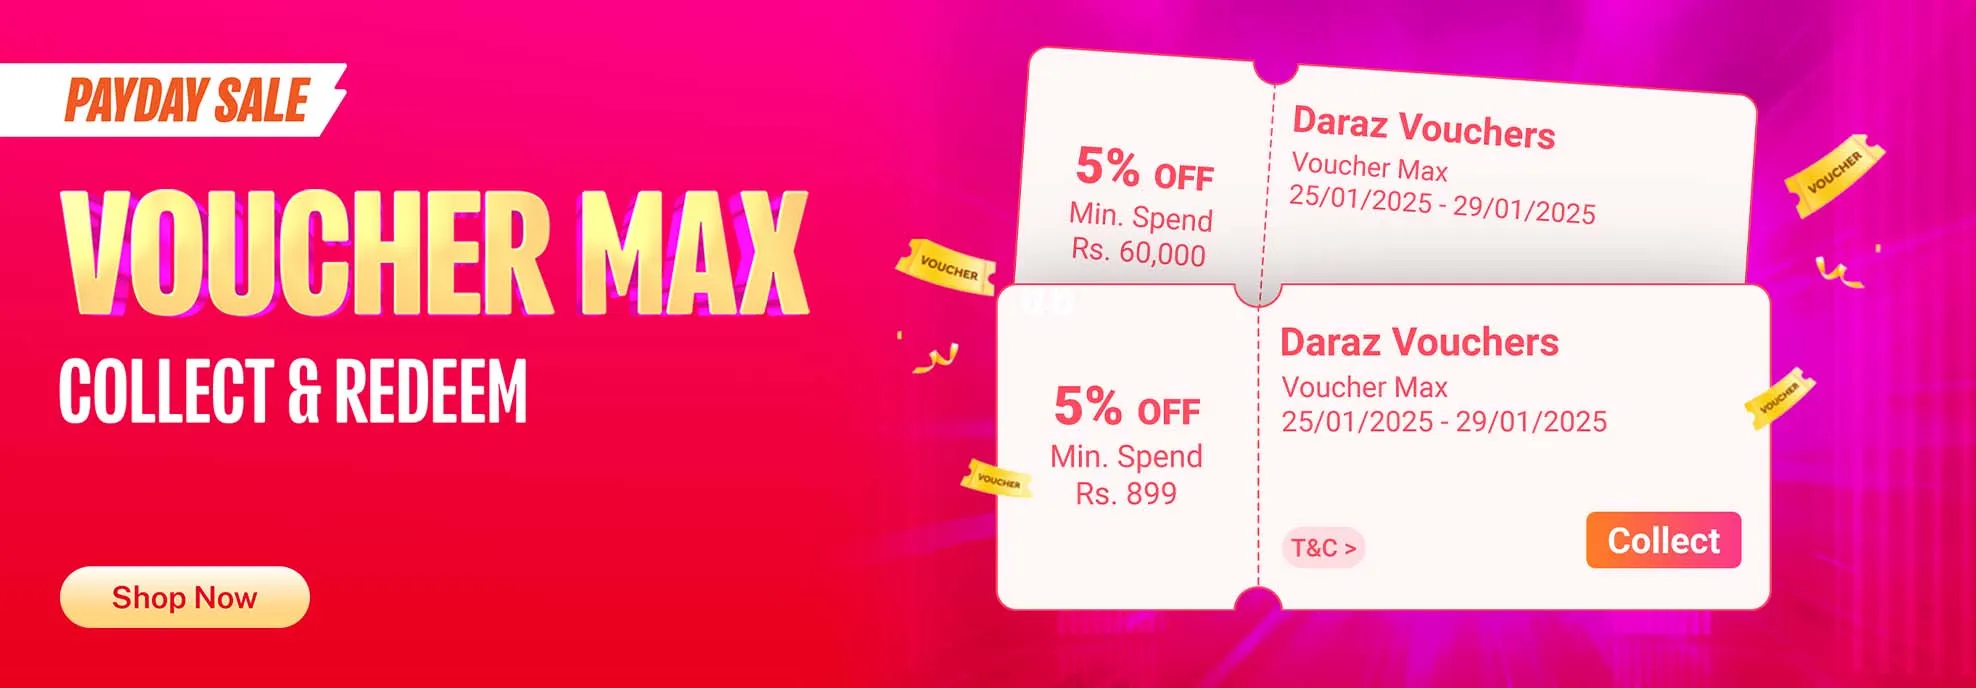 PAYDAY SALE
VOUCHER MAX
COLLECT & REDEEM
Shop Now
5% OFF
Min. Spend
Rs. 60,000
Daraz Vouchers
Voucher Max
25/01/2025 - 29/01/2025
5% OFF
Min. Spend
Rs. 899
Daraz Vouchers
Voucher Max
25/01/2025 - 29/01/2025
T&C >
Collect
VOUCHER
VOUCHER
VOUCHER
VOUCHER